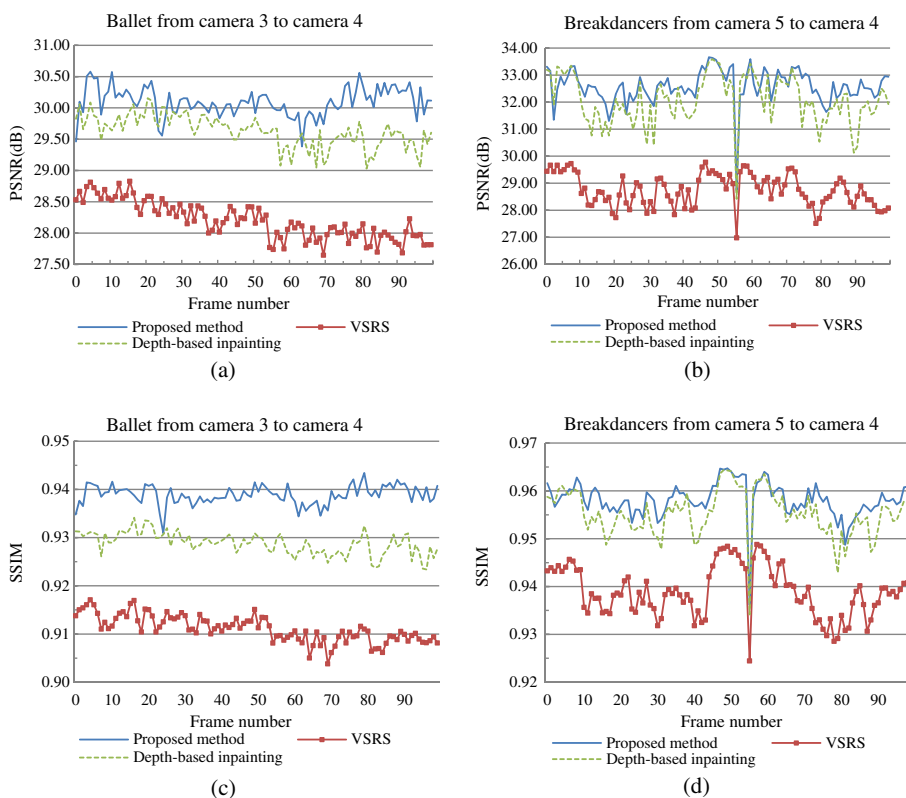 Ballet from camera 3 to camera 4
31.00
30.50
30.00
29.50
29.00
28.50
28.00
27.50
PSNR(dB)
0 10 20 30 40 50 60 70 80 90
Frame number
Proposed method VSRS
Depth-based inpainting
(a)
Breakdancers from camera 5 to camera 4
34.00
33.00
32.00
31.00
30.00
29.00
28.00
27.00
26.00
PSNR(dB)
0 10 20 30 40 50 60 70 80 90
Frame number
Proposed method VSRS
Depth-based inpainting
(b)
Ballet from camera 3 to camera 4
0.95
0.94
0.93
0.92
0.91
0.90
SSIM
0 10 20 30 40 50 60 70 80 90
Frame number
Proposed method VSRS
Depth-based inpainting
(c)
Breakdancers from camera 5 to camera 4
0.97
0.96
0.95
0.94
0.93
0.92
SSIM
0 10 20 30 40 50 60 70 80 90
Frame number
Proposed method VSRS
Depth-based inpainting
(d)